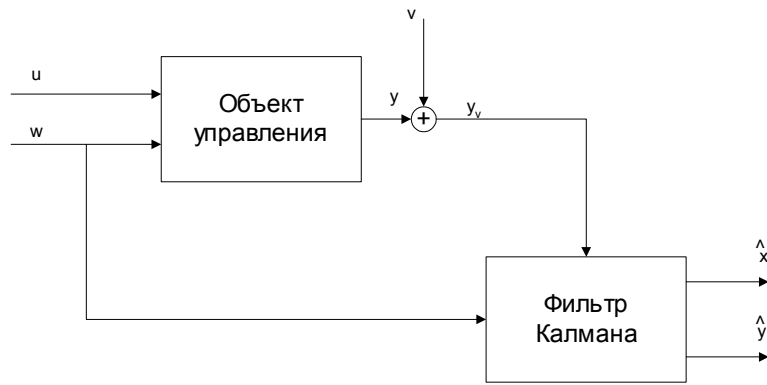 v
u
Объект
управления
y
+
y_v
w
x̂
Фильтр
Калмана
ŷ